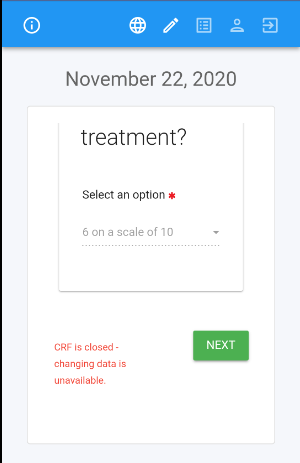 November 22, 2020
treatment?
Select an option *
6 on a scale of 10
CRF is closed -
changing data is
unavailable.
NEXT